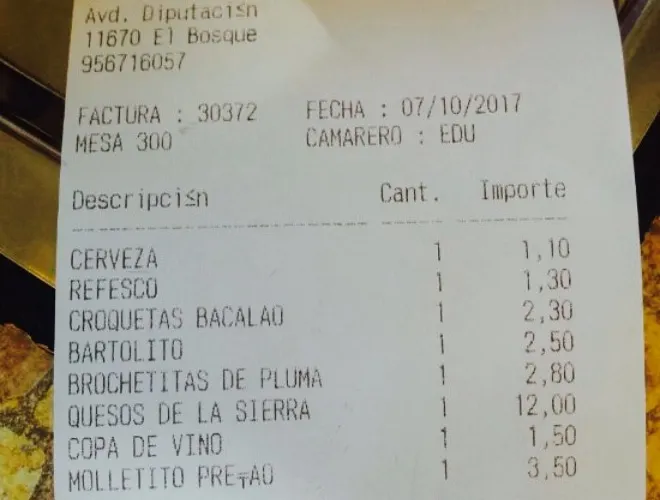 Avd. Diputaci≤n
11670 El Bosque
956716057
FACTURA : 30372 FECHA : 07/10/2017
MESA 300 CAMARERO : EDU
Descripci≤n Cant. Importe
CERVEZA 1 1,10
REFESCO 1 1,30
CROQUETAS BACALAO 1 2,30
BARTOLITO 1 2,50
BROCHETITAS DE PLUMA 1 2,80
QUESOS DE LA SIERRA 1 12,00
COPA DE VINO 1 1,50
MOLLETITO PRE╤AO 1 3,50